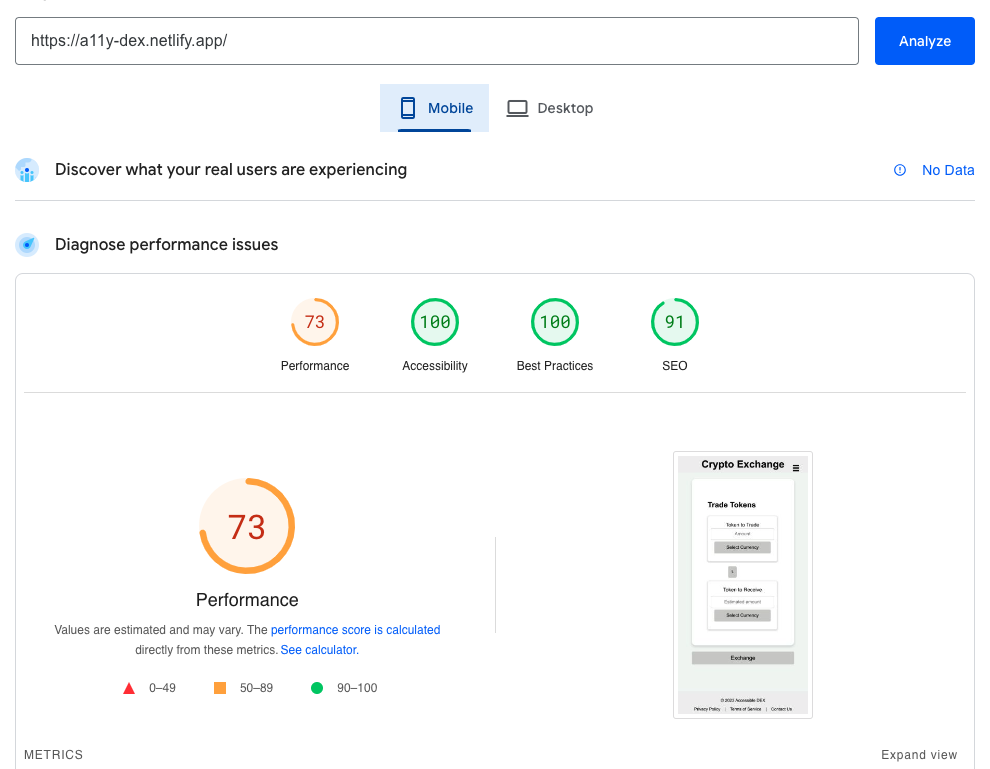 https://a11y-dex.netlify.app/
Analyze
Mobile
Desktop
Discover what your real users are experiencing
No Data
Diagnose performance issues
73
100
100
91
Performance
Accessibility
Best Practices
SEO
73
Performance
Values are estimated and may vary. The performance score is calculated
directly from these metrics. See calculator.
0–49
50–89
90–100
Crypto Exchange
Trade Tokens
Token to Trade
Amount
Select Currency
Token to Receive
Estimated amount
Select Currency
Exchange
© 2023 Accessible DEX
Privacy Policy | Terms of Service | Contact Us
METRICS
Expand view